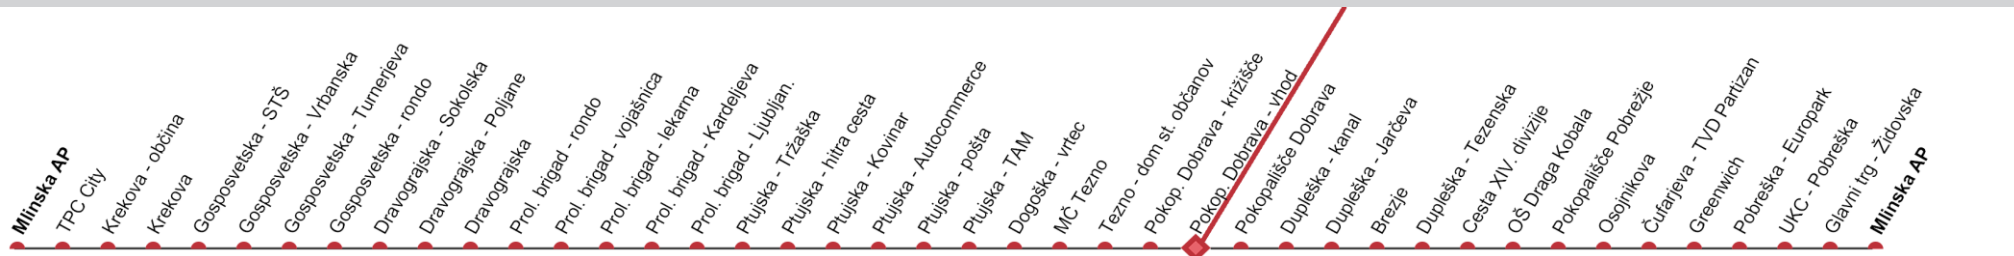 Mlinska AP
TPC City
Krekova - občina
Krekova
Gosposvetska - STŠ
Gosposvetska - Vrbanska
Gosposvetska - Turnerjeva
Gosposvetska - rondo
Dravograjska - Sokolska
Dravograjska - Poljane
Dravograjska
Prol. brigad - rondo
Prol. brigad - vojašnica
Prol. brigad - lekarna
Prol. brigad - Kardeljeva
Prol. brigad - Ljubljan.
Ptujska - Tržaška
Ptujska - hitra cesta
Ptujska - Kovinar
Ptujska - Autocommerce
Ptujska - pošta
Ptujska - TAM
Dogoška - vrtec
MČ Tezno
Tezno - dom st. občanov
Pokop. Dobrava - križišče
Pokop. Dobrava - vhod
Pokopališče Dobrava
Dupleška - kanal
Dupleška - Jarčeva
Brezje
Dupleška - Tezenska
Cesta XIV. divizije
OŠ Draga Kobala
Pokopališče Pobrežje
Osojnikova
Čufarjeva - TVD Partizan
Greenwich
Pobreška - Europark
UKC - Pobreška
Glavni trg - Židovska
Mlinska AP